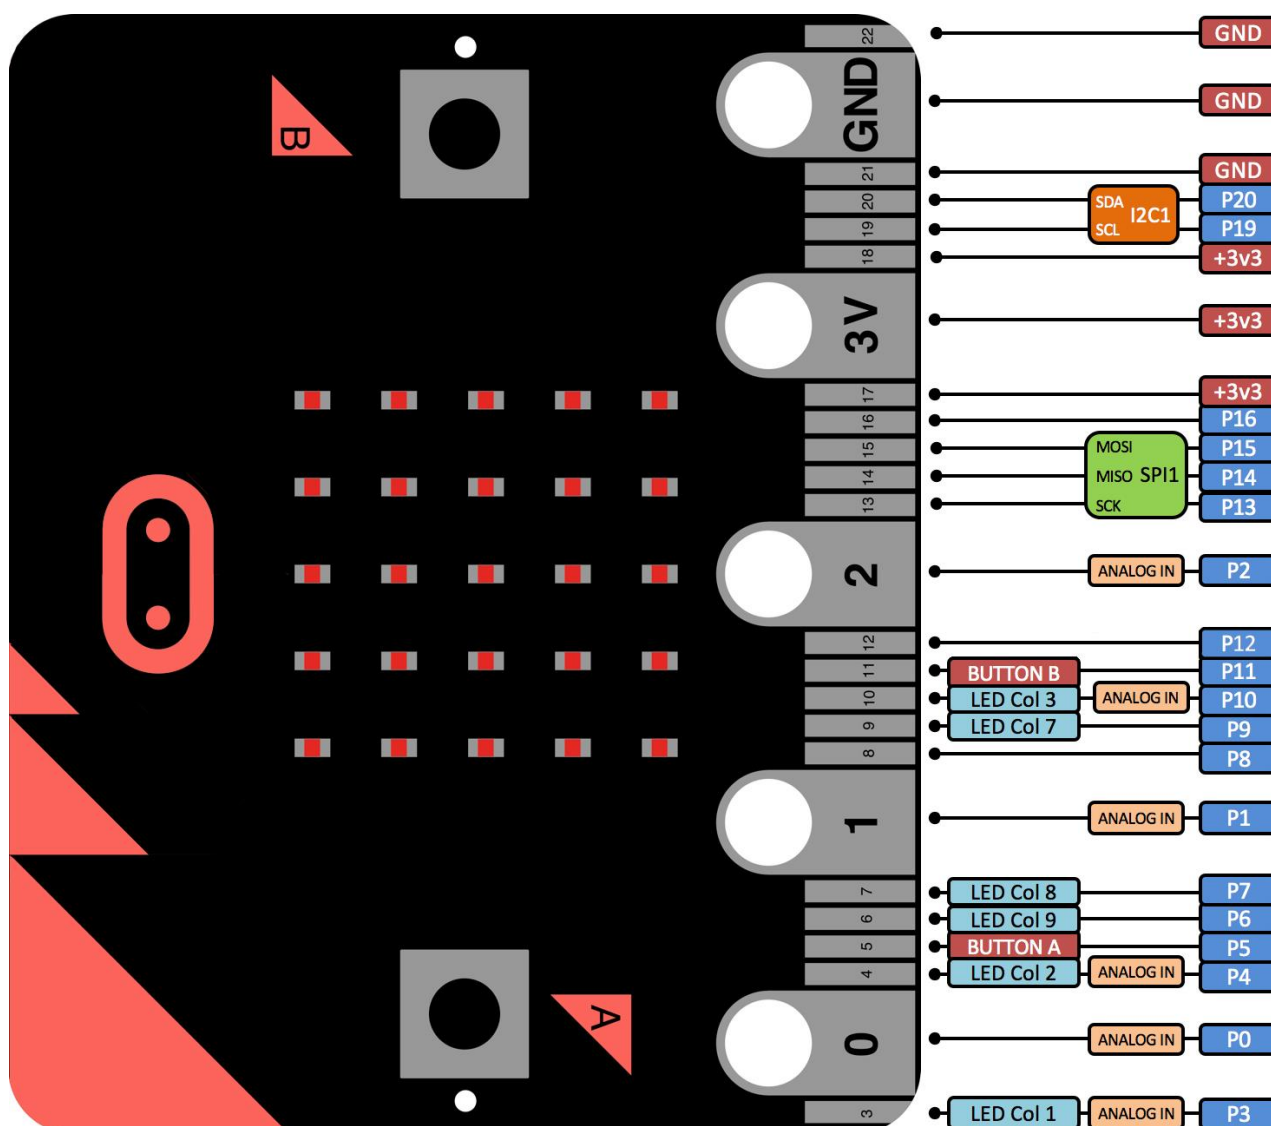 22 GND
GND GND
21 GND
20 SDA I2C1 P20
19 SCL P19
18 +3v3
3V +3v3
17 +3v3
16 P16
15 MOSI P15
14 MISO SPI1 P14
13 SCK P13
2 ANALOG IN P2
12 P12
11 BUTTON B P11
10 LED Col 3 ANALOG IN P10
9 LED Col 7 P9
8 P8
1 ANALOG IN P1
7 LED Col 8 P7
6 LED Col 9 P6
5 BUTTON A P5
4 LED Col 2 ANALOG IN P4
0 ANALOG IN P0
3 LED Col 1 ANALOG IN P3
B
A